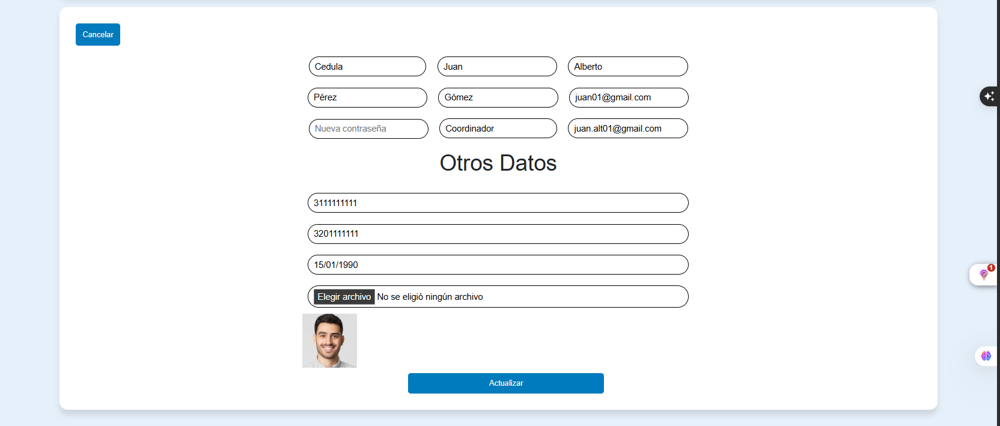 Cancelar
Cedula Juan Alberto
Pérez Gómez juan01@gmail.com
Nueva contraseña Coordinador juan.alt01@gmail.com
Otros Datos
3111111111
3201111111
15/01/1990
Elegir archivo No se eligió ningún archivo
Actualizar
1